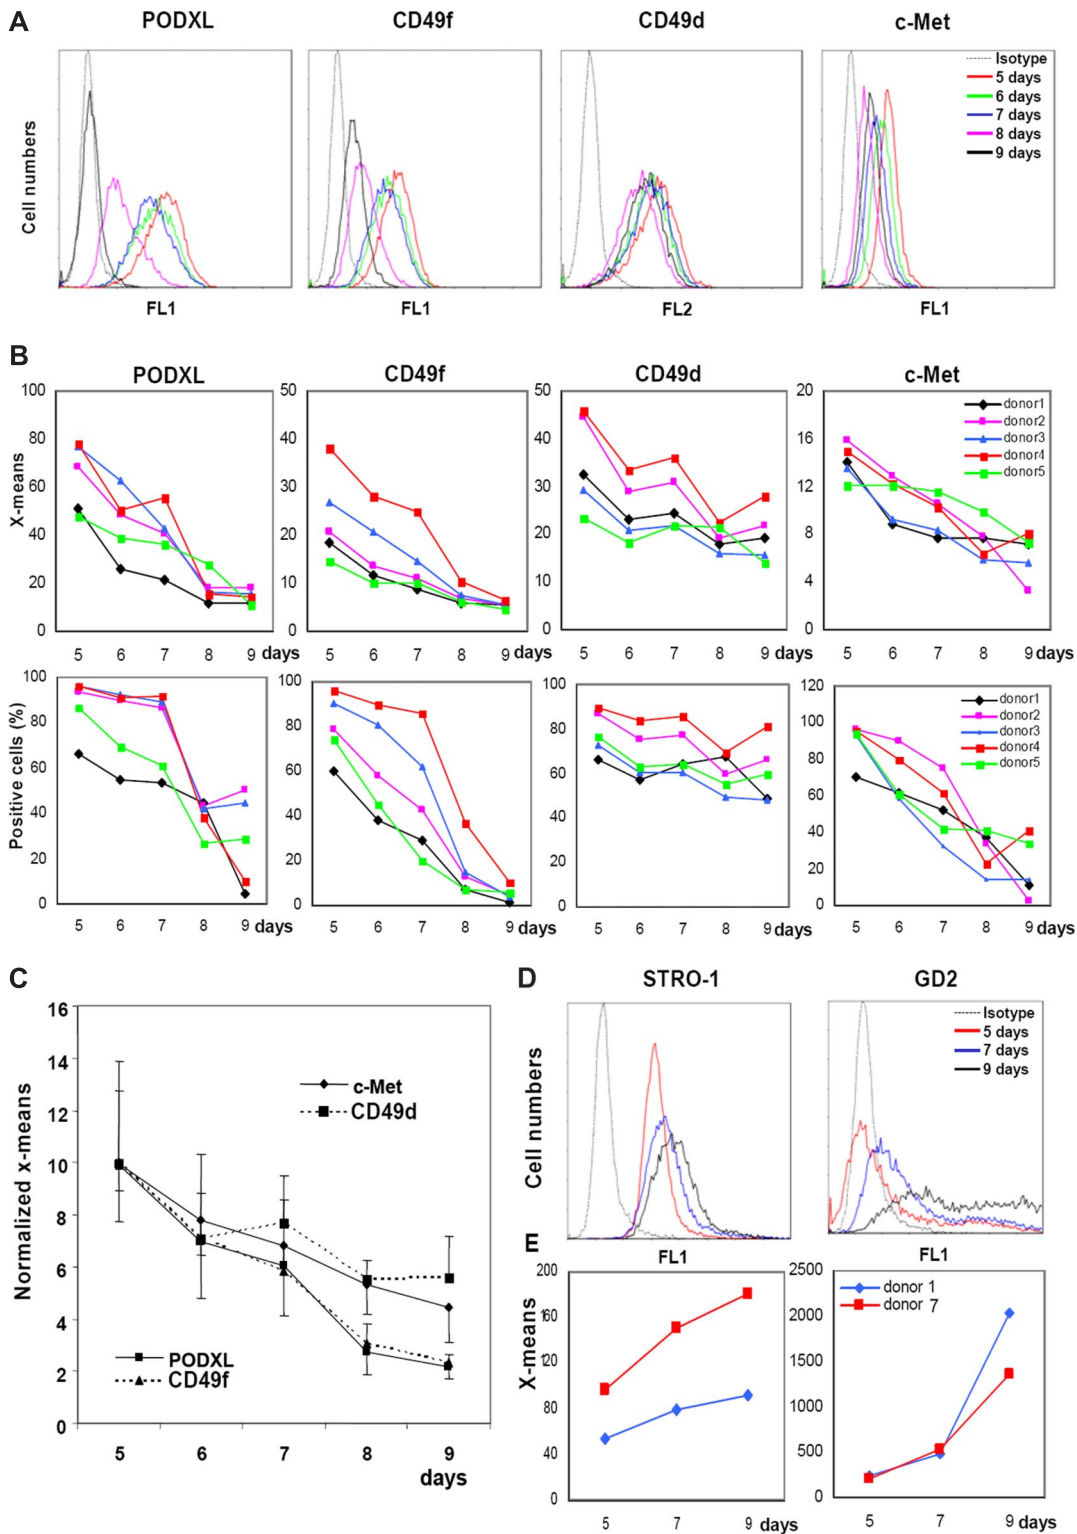 A
PODXL
CD49f
CD49d
c-Met
Cell numbers
Isotype
5 days
6 days
7 days
8 days
9 days
FL1
FL1
FL2
FL1
B
PODXL
CD49f
CD49d
c-Met
X-means
100
80
60
40
20
0
5 6 7 8 9 days
50
40
30
20
10
0
5 6 7 8 9 days
50
40
30
20
10
0
5 6 7 8 9 days
20
16
12
8
4
0
5 6 7 8 9 days
donor1
donor2
donor3
donor4
donor5
Positive cells (%)
100
80
60
40
20
0
5 6 7 8 9 days
100
80
60
40
20
0
5 6 7 8 9 days
100
80
60
40
20
0
5 6 7 8 9 days
120
100
80
60
40
20
0
5 6 7 8 9 days
donor1
donor2
donor3
donor4
donor5
C
Normalized x-means
16
14
12
10
8
6
4
2
0
c-Met
CD49d
PODXL
CD49f
5 6 7 8 9
days
D
STRO-1
GD2
Cell numbers
Isotype
5 days
7 days
9 days
FL1
FL1
E
X-means
200
160
120
80
40
0
5 7 9 days
2500
2000
1500
1000
500
0
donor 1
donor 7
5 7 9 days